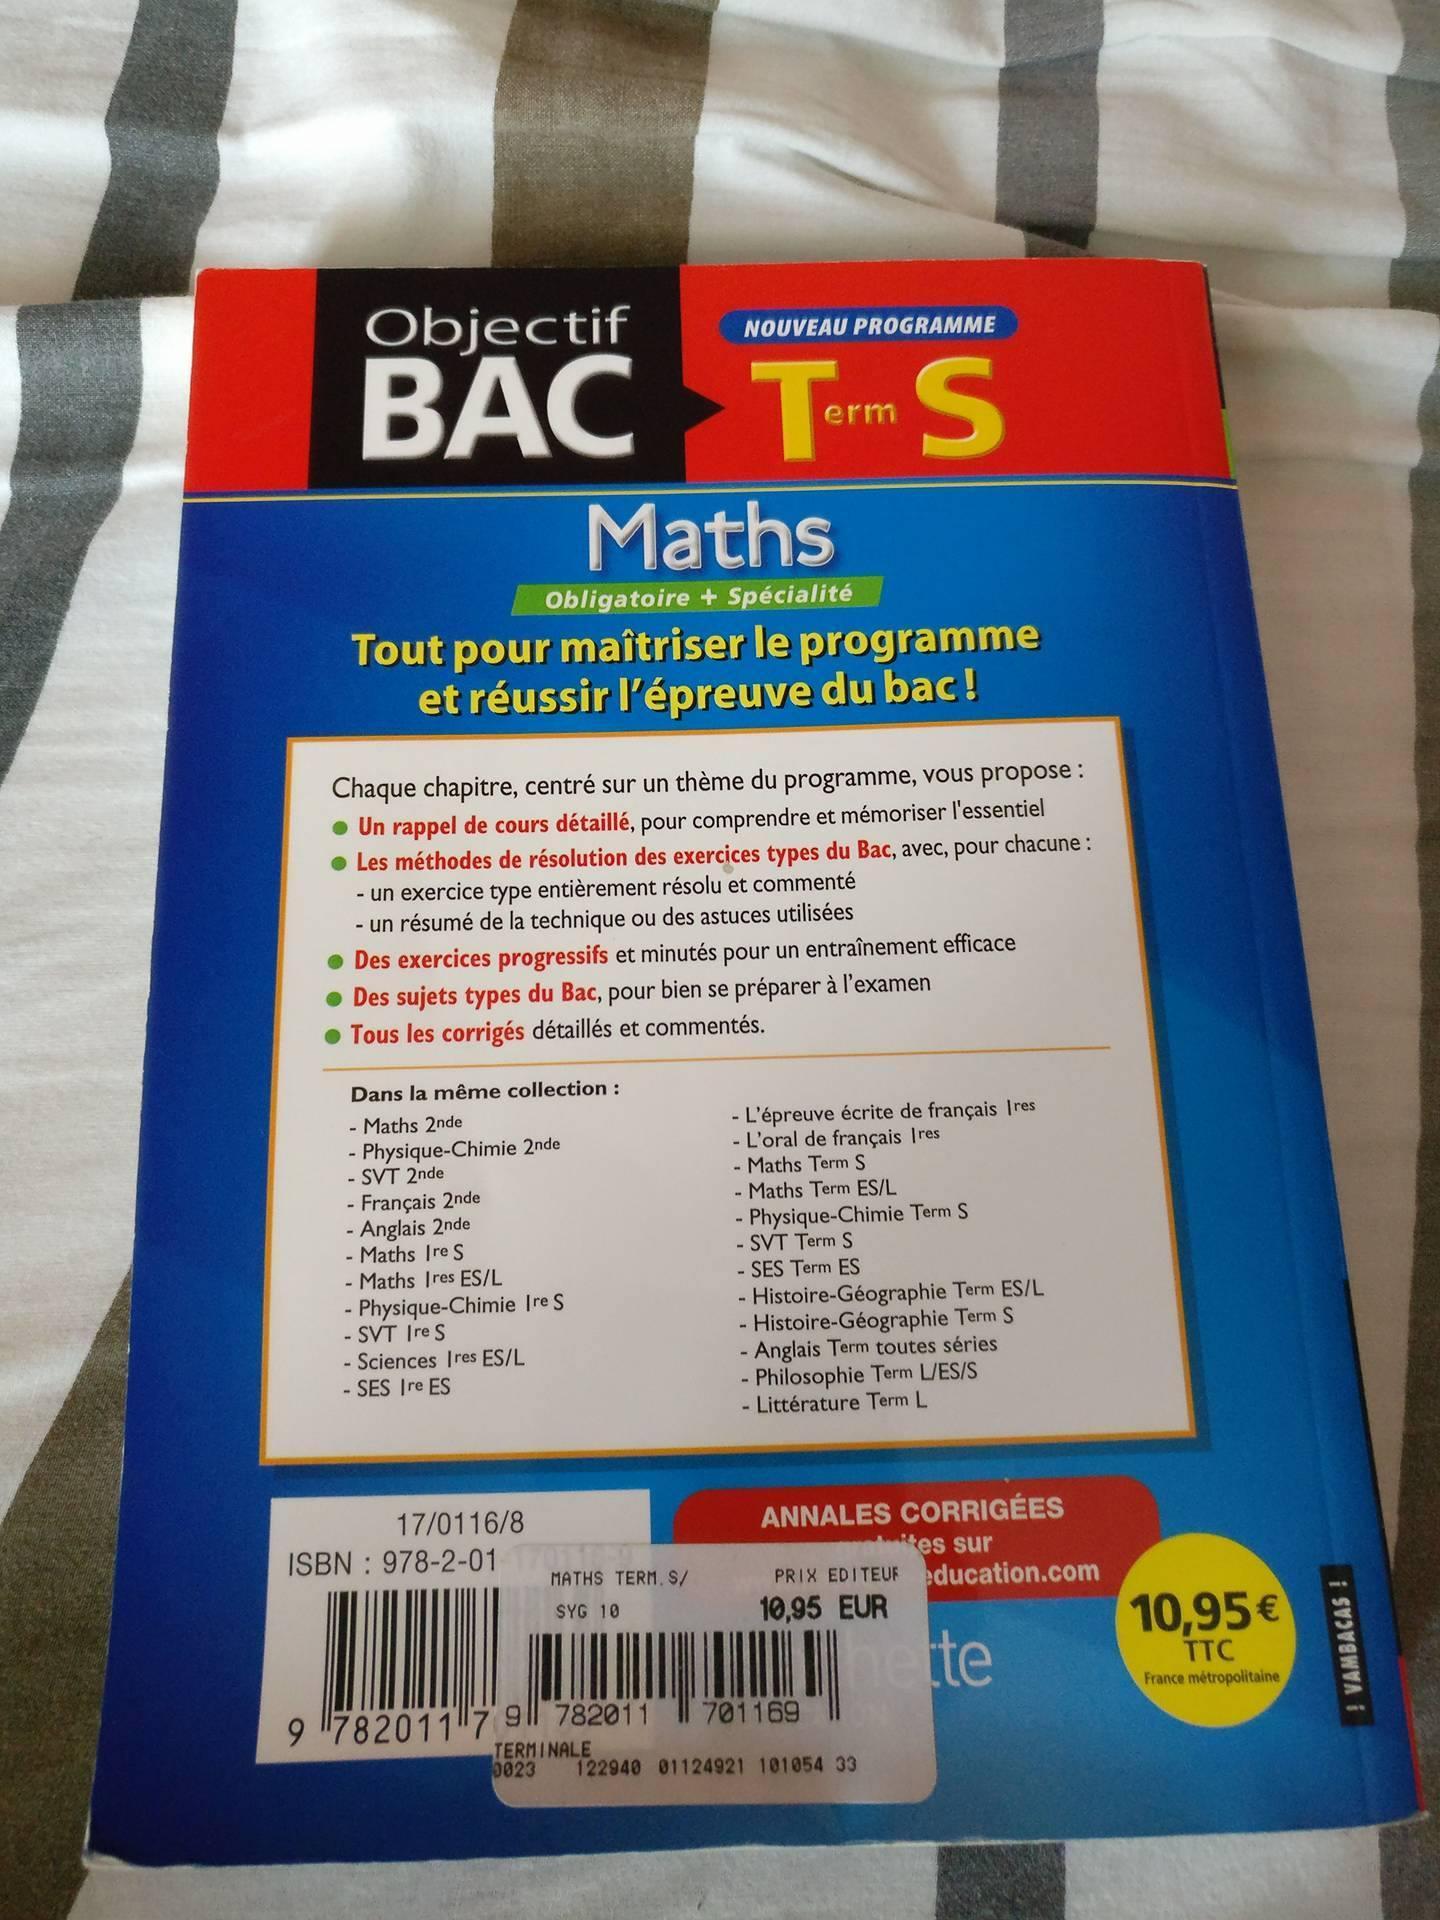 Objectif
BAC
NOUVEAU PROGRAMME
Term S
Maths
Obligatoire + Spécialité
Tout pour maîtriser le programme
et réussir l'épreuve du bac !
Chaque chapitre, centré sur un thème du programme, vous propose :
● Un rappel de cours détaillé, pour comprendre et mémoriser l'essentiel
● Les méthodes de résolution des exercices types du Bac, avec, pour chacune :
- un exercice type entièrement résolu et commenté
- un résumé de la technique ou des astuces utilisées
● Des exercices progressifs et minutés pour un entraînement efficace
● Des sujets types du Bac, pour bien se préparer à l'examen
● Tous les corrigés détaillés et commentés.
Dans la même collection :
- Maths 2nde
- Physique-Chimie 2nde
- SVT 2nde
- Français 2nde
- Anglais 2nde
- Maths 1re S
- Maths 1res ES/L
- Physique-Chimie 1re S
- SVT 1re S
- Sciences 1res ES/L
- SES 1re ES
- L'épreuve écrite de français 1res
- L'oral de français 1res
- Maths Term S
- Maths Term ES/L
- Physique-Chimie Term S
- SVT Term S
- SES Term ES
- Histoire-Géographie Term ES/L
- Histoire-Géographie Term S
- Anglais Term toutes séries
- Philosophie Term L/ES/S
- Littérature Term L
17/0116/8
ISBN : 978-2-01
9 782011 7
ANNALES CORRIGÉES
gratuites sur
education.com
MATHS TERM.S/
PRIX EDITEUR
SYG 10
10,95 EUR
9 782011 701169
TERMINALE
0023 122940 01124921 101054 33
10,95 €
TTC
France métropolitaine
! VAMBACAS !